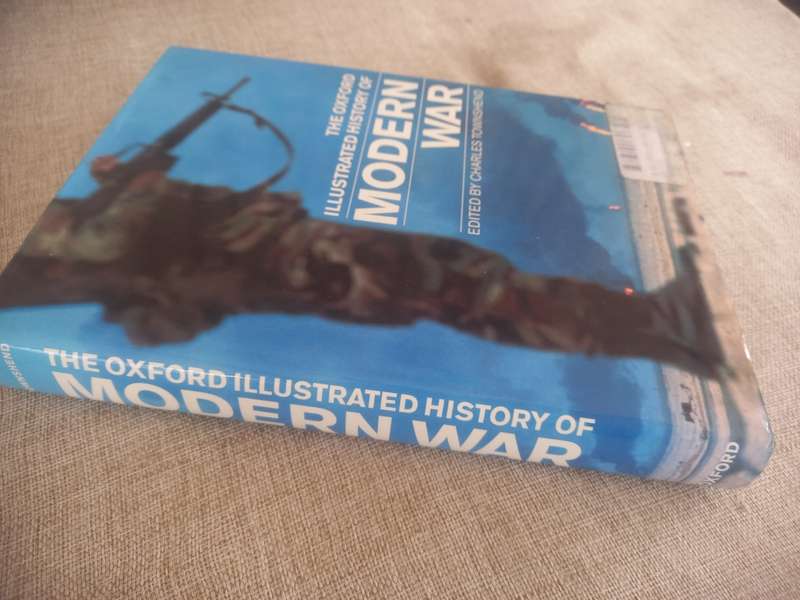 THE OXFORD
ILLUSTRATED HISTORY OF
MODERN
WAR
EDITED BY CHARLES TOWNSHEND
THE OXFORD ILLUSTRATED HISTORY OF
MODERN WAR
OXFORD